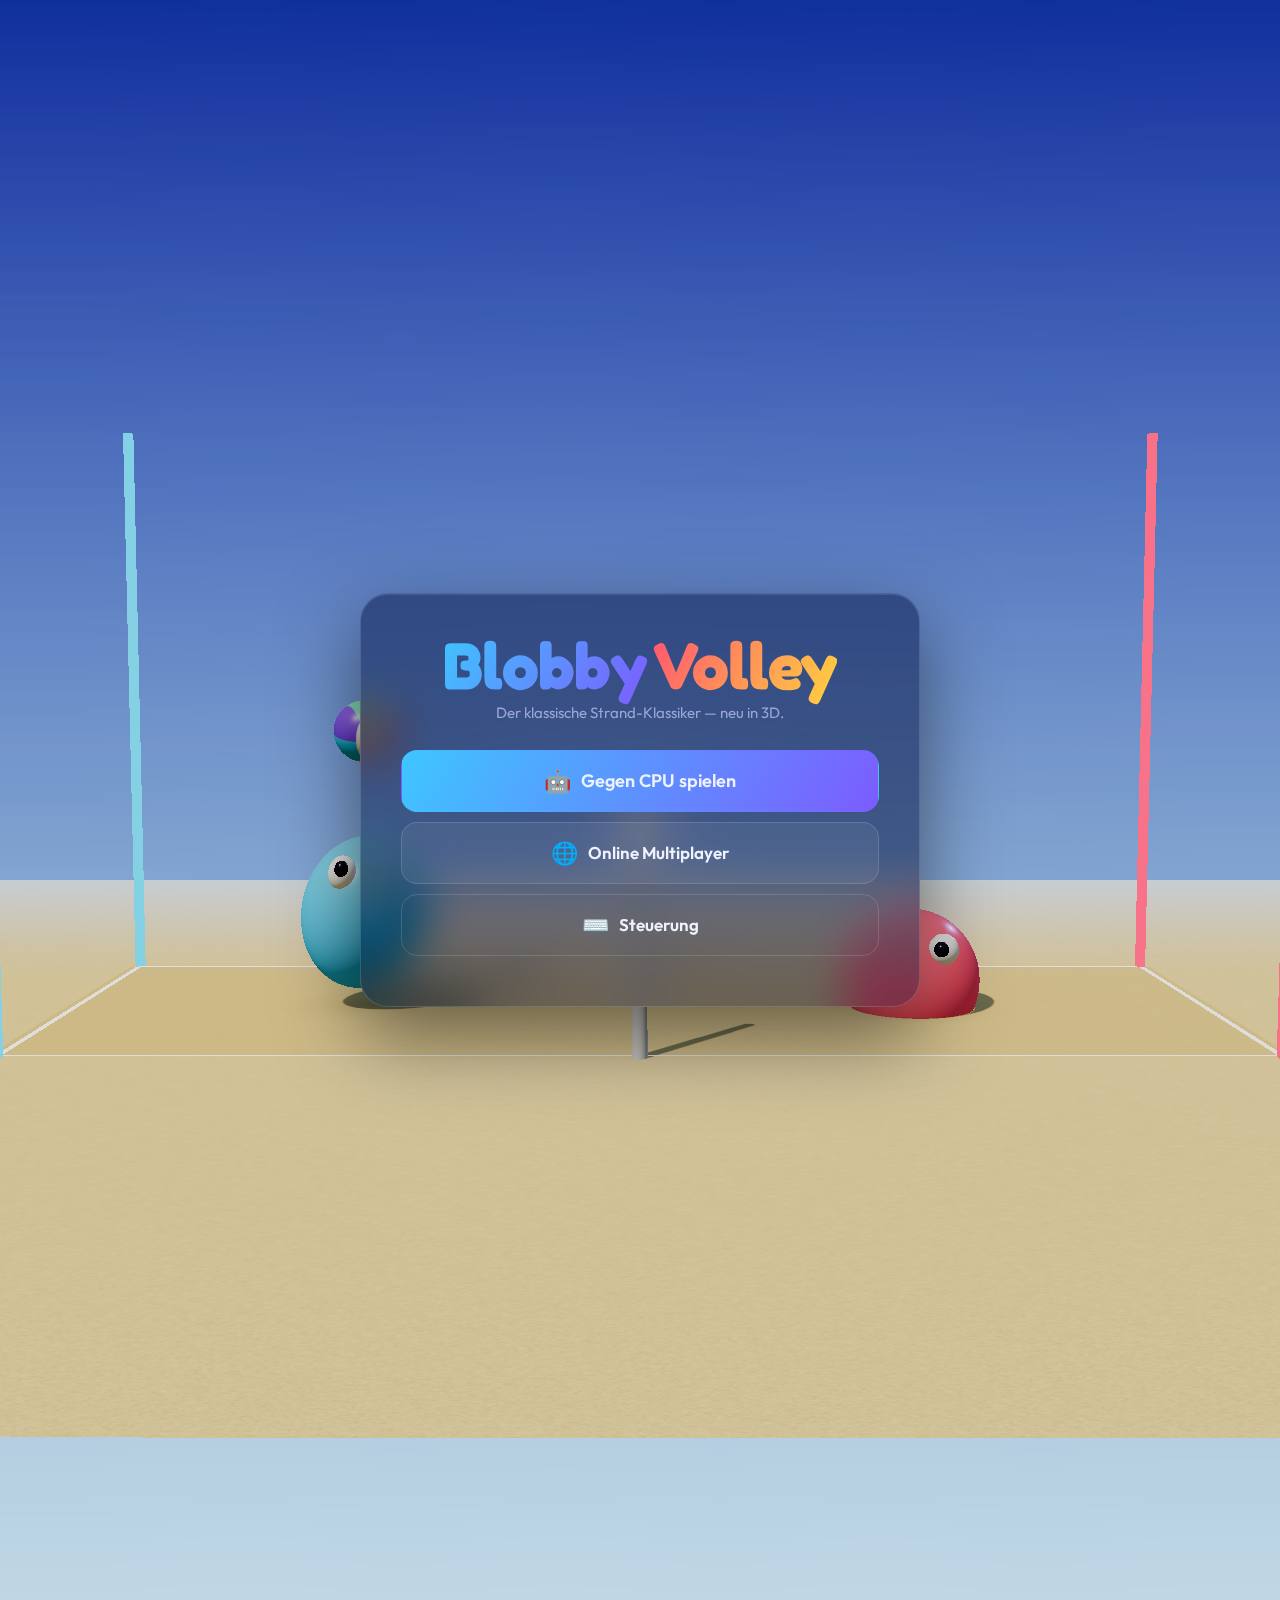 Blobby Volley
Der klassische Strand-Klassiker — neu in 3D.
Gegen CPU spielen
Online Multiplayer
Steuerung